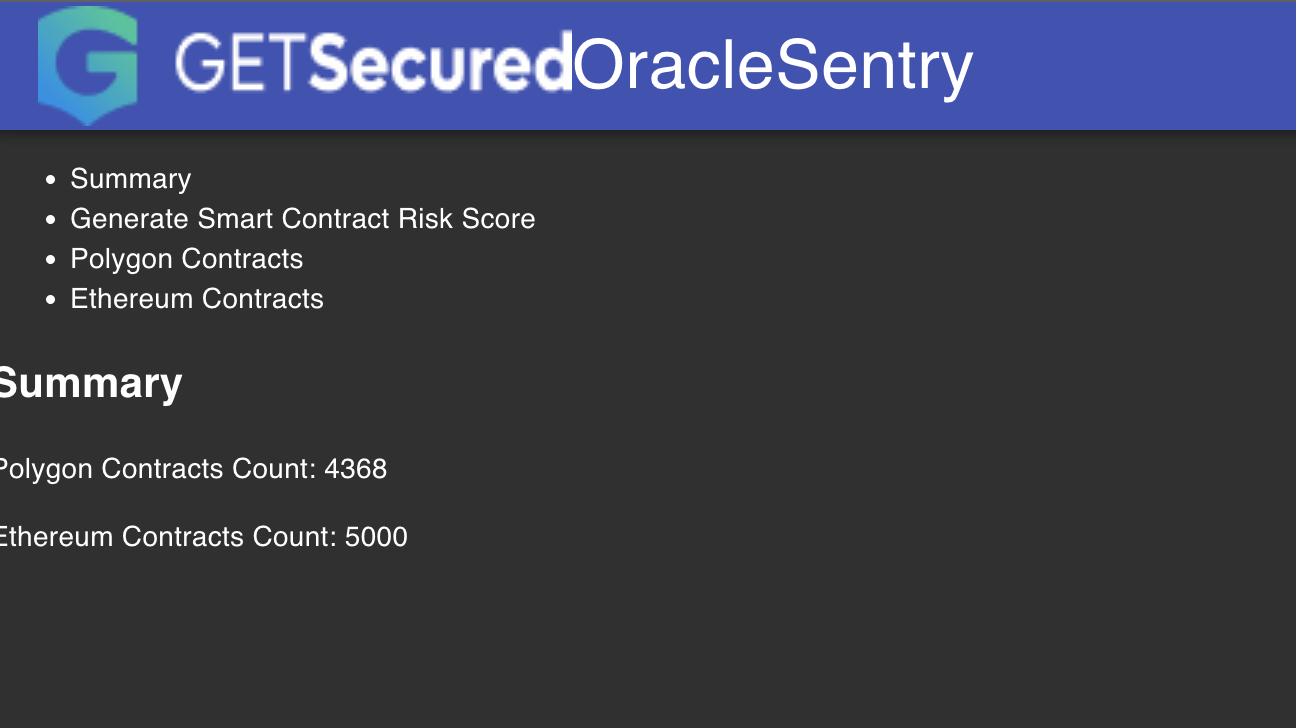 GETSecuredOracleSentry
Summary
Generate Smart Contract Risk Score
Polygon Contracts
Ethereum Contracts
Summary
Polygon Contracts Count: 4368
Ethereum Contracts Count: 5000